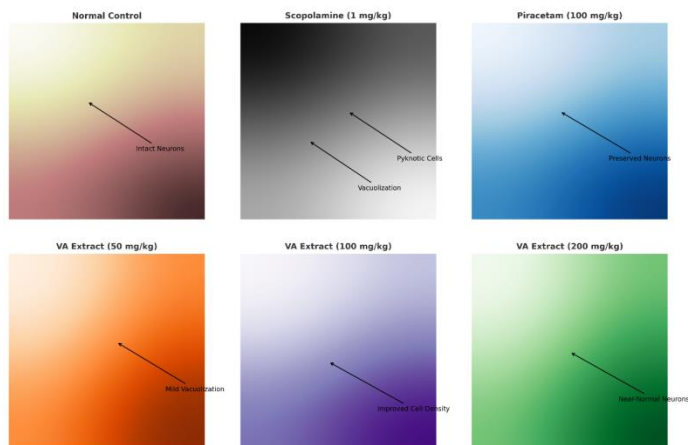 Normal Control
Scopolamine (1 mg/kg)
Piracetam (100 mg/kg)
Intact Neurons
Pyknotic Cells
Vacuolization
Preserved Neurons
VA Extract (50 mg/kg)
VA Extract (100 mg/kg)
VA Extract (200 mg/kg)
Mild Vacuolization
Improved Cell Density
Near-Normal Neurons